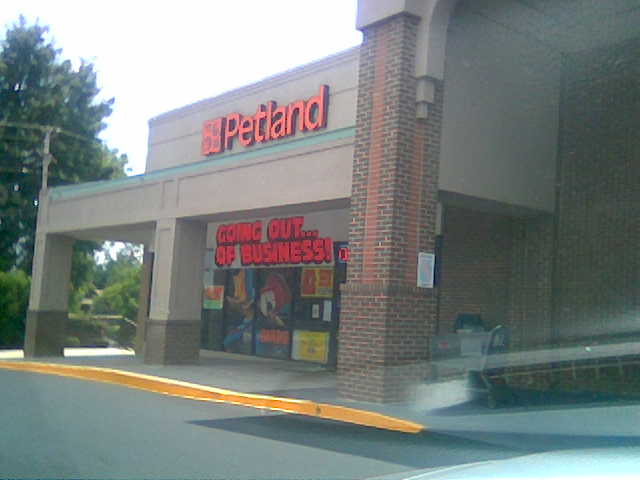 Petland
GOING OUT...
OF BUSINESS!